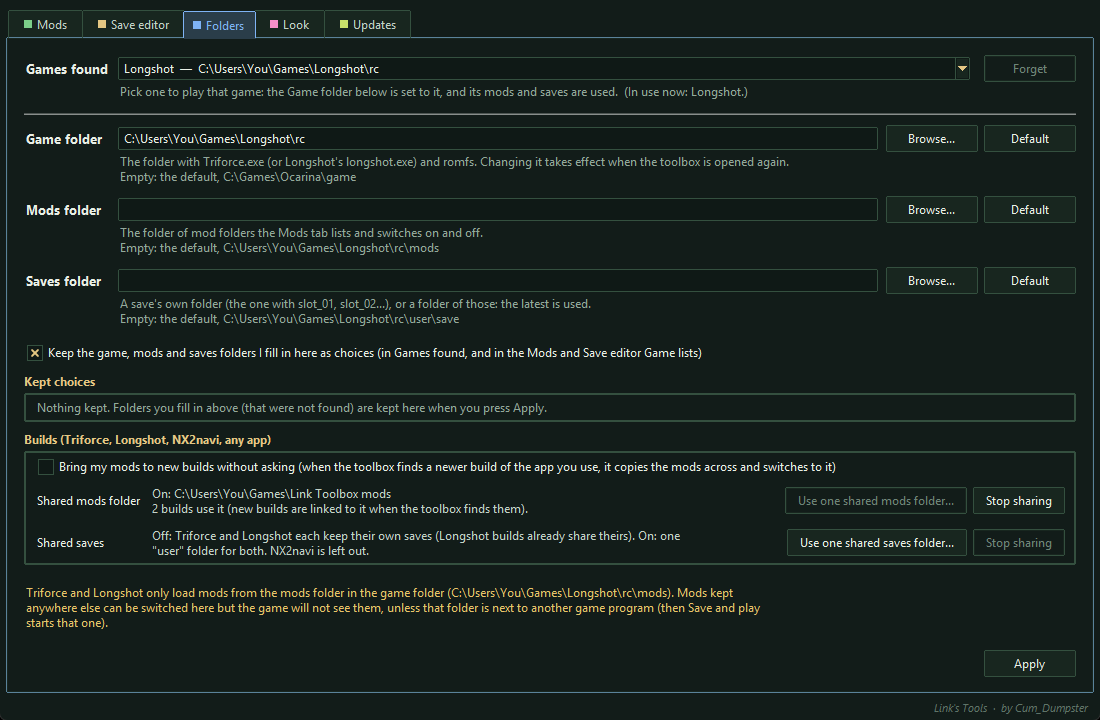 Mods
Save editor
Folders
Look
Updates
Games found
Longshot — C:\Users\You\Games\Longshot\rc
Forget
Pick one to play that game: the Game folder below is set to it, and its mods and saves are used. (In use now: Longshot.)
Game folder
C:\Users\You\Games\Longshot\rc
Browse...
Default
The folder with Triforce.exe (or Longshot's longshot.exe) and romfs. Changing it takes effect when the toolbox is opened again.
Empty: the default, C:\Games\Ocarina\game
Mods folder
Browse...
Default
The folder of mod folders the Mods tab lists and switches on and off.
Empty: the default, C:\Users\You\Games\Longshot\rc\mods
Saves folder
Browse...
Default
A save's own folder (the one with slot_01, slot_02...), or a folder of those: the latest is used.
Empty: the default, C:\Users\You\Games\Longshot\rc\user\save
Keep the game, mods and saves folders I fill in here as choices (in Games found, and in the Mods and Save editor Game lists)
Kept choices
Nothing kept. Folders you fill in above (that were not found) are kept here when you press Apply.
Builds (Triforce, Longshot, NX2navi, any app)
Bring my mods to new builds without asking (when the toolbox finds a newer build of the app you use, it copies the mods across and switches to it)
Shared mods folder
On: C:\Users\You\Games\Link Toolbox mods
2 builds use it (new builds are linked to it when the toolbox finds them).
Use one shared mods folder...
Stop sharing
Shared saves
Off: Triforce and Longshot each keep their own saves (Longshot builds already share theirs). On: one
"user" folder for both. NX2navi is left out.
Use one shared saves folder...
Stop sharing
Triforce and Longshot only load mods from the mods folder in the game folder (C:\Users\You\Games\Longshot\rc\mods). Mods kept
anywhere else can be switched here but the game will not see them, unless that folder is next to another game program (then Save and play
starts that one).
Apply
Link's Tools · by Cum_Dumpster